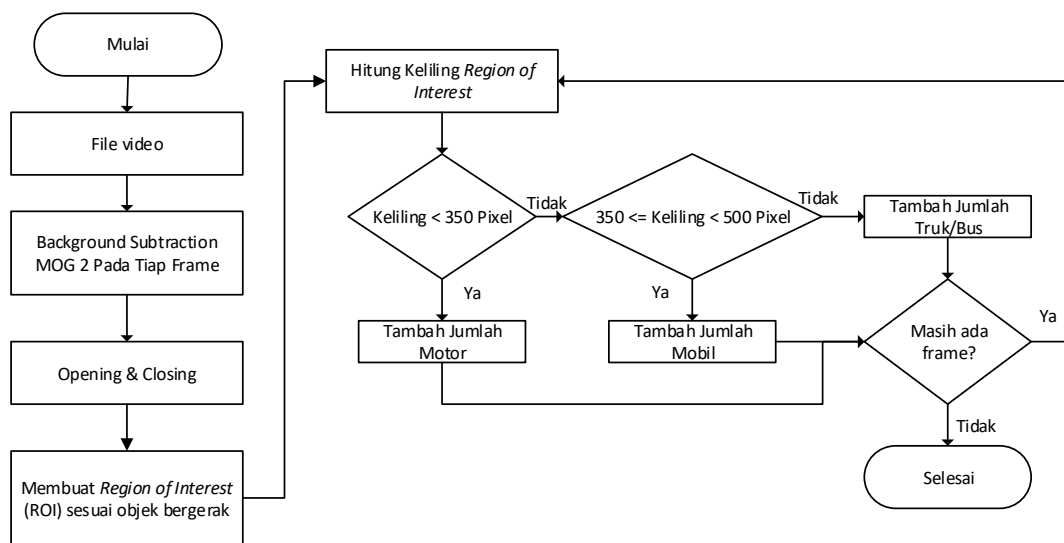 Mulai
File video
Background Subtraction
MOG 2 Pada Tiap Frame
Opening & Closing
Membuat Region of Interest
(ROI) sesuai objek bergerak
Hitung Keliling Region of
Interest
Keliling < 350 Pixel
Tidak
Ya
Tambah Jumlah
Motor
350 <= Keliling < 500 Pixel
Tidak
Ya
Tambah Jumlah
Mobil
Tambah Jumlah
Truk/Bus
Masih ada
frame?
Ya
Tidak
Selesai